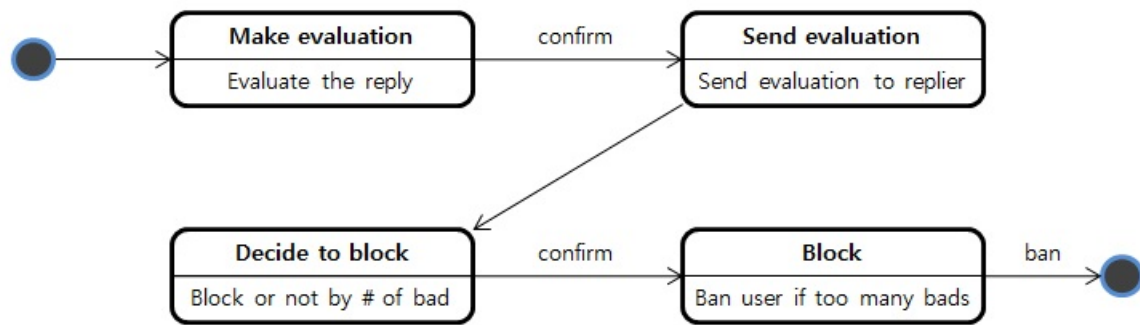 Make evaluation
confirm
Send evaluation
Evaluate the reply
Send evaluation to replier
Decide to block
confirm
Block
ban
Block or not by # of bad
Ban user if too many bads